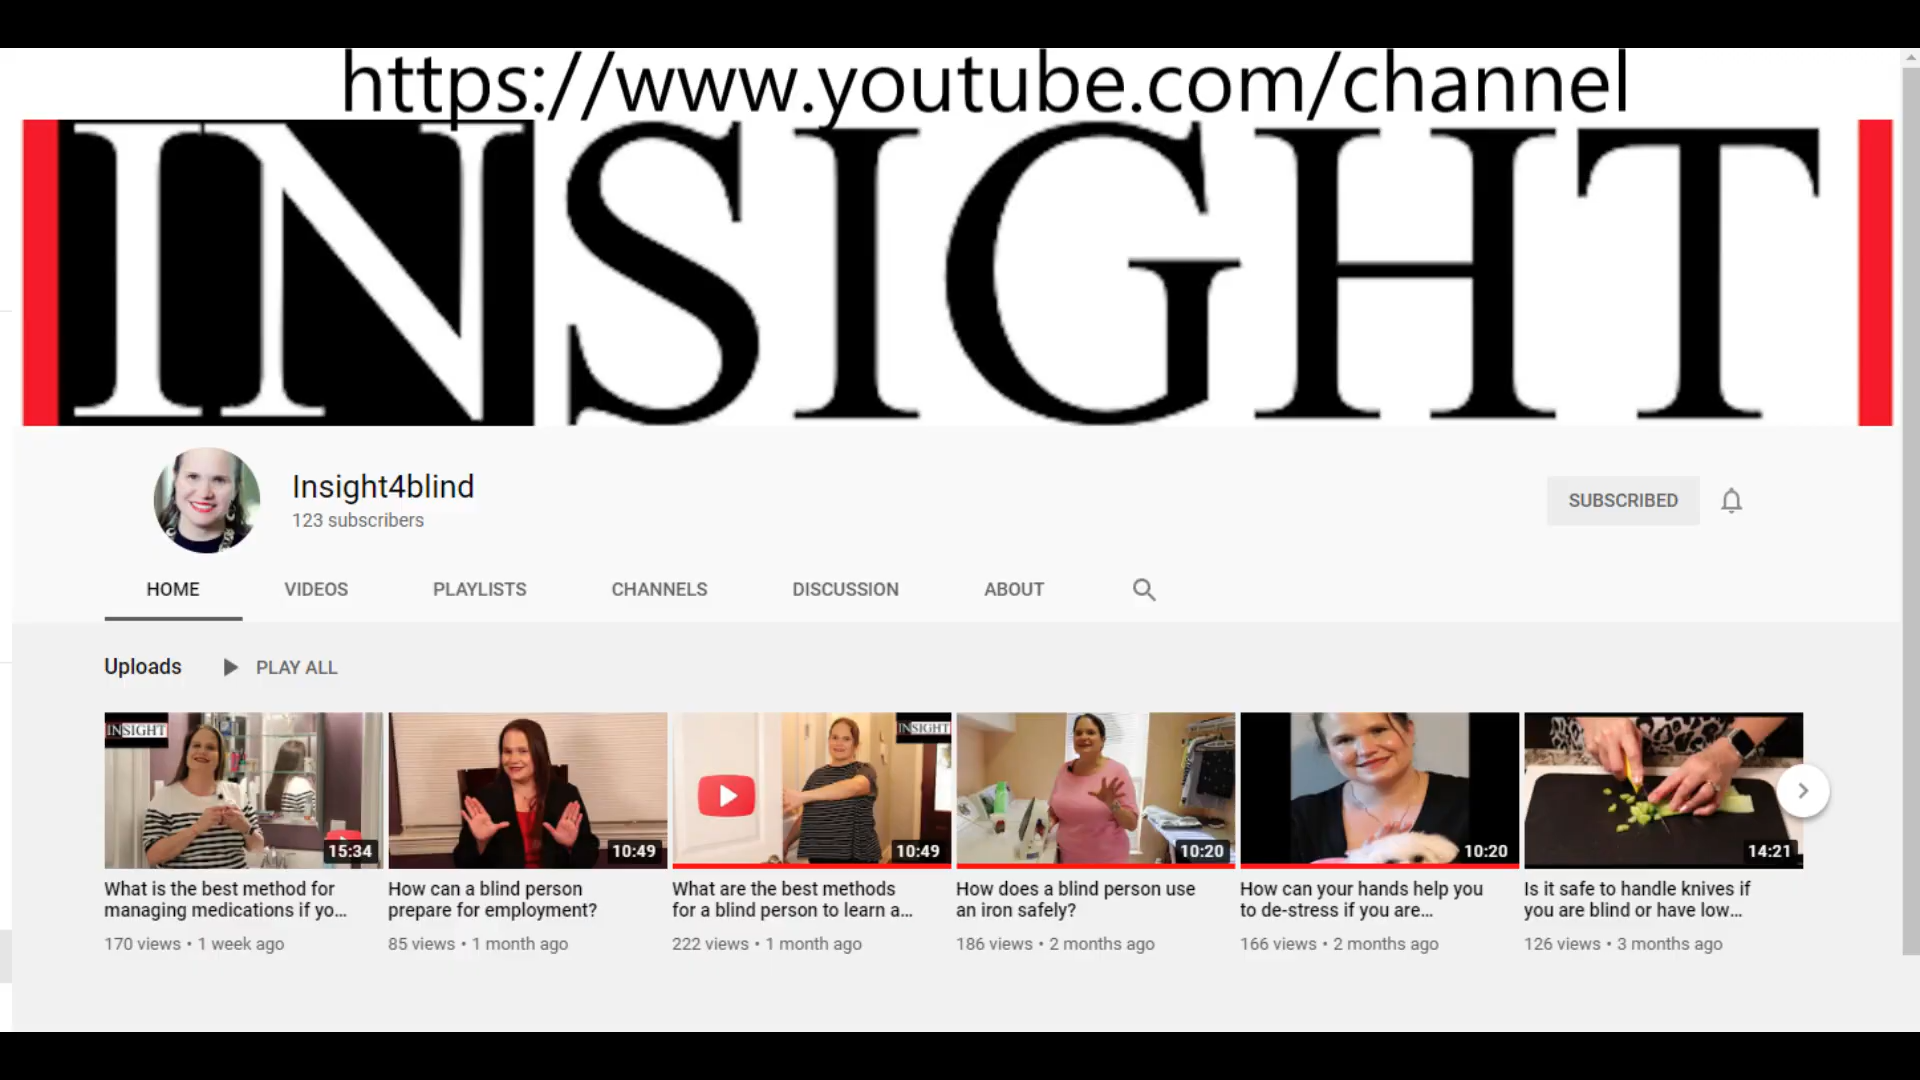 https://www.youtube.com/channel
INSIGHT
Insight4blind
123 subscribers
SUBSCRIBED
HOME VIDEOS PLAYLISTS CHANNELS DISCUSSION ABOUT
Uploads PLAY ALL
INSIGHT
15:34
10:49
INSIGHT
10:49
10:20
10:20
14:21
What is the best method for
managing medications if yo...
170 views • 1 week ago
How can a blind person
prepare for employment?
85 views • 1 month ago
What are the best methods
for a blind person to learn a...
222 views • 1 month ago
How does a blind person use
an iron safely?
186 views • 2 months ago
How can your hands help you
to de-stress if you are...
166 views • 2 months ago
Is it safe to handle knives if
you are blind or have low...
126 views • 3 months ago